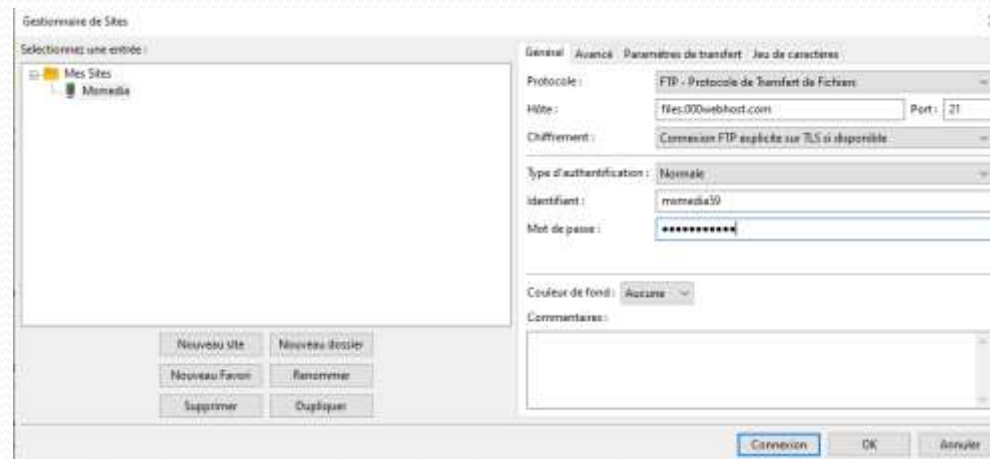 Gestionnaire de Sites
Sélectionnez une entrée :
Mes Sites
Msmedia
Nouveau site
Nouveau dossier
Nouveau Favori
Renommer
Supprimer
Dupliquer
Général Avancé Paramètres de transfert Jeu de caractères
Protocole : FTP - Protocole de Transfert de Fichiers
Hôte : files.000webhost.com Port : 21
Chiffrement : Connexion FTP explicite sur TLS si disponible
Type d'authentification : Normale
Identifiant : msmedia39
Mot de passe : ●●●●●●●●●●●
Couleur de fond : Aucune
Commentaires :
Connexion OK Annuler